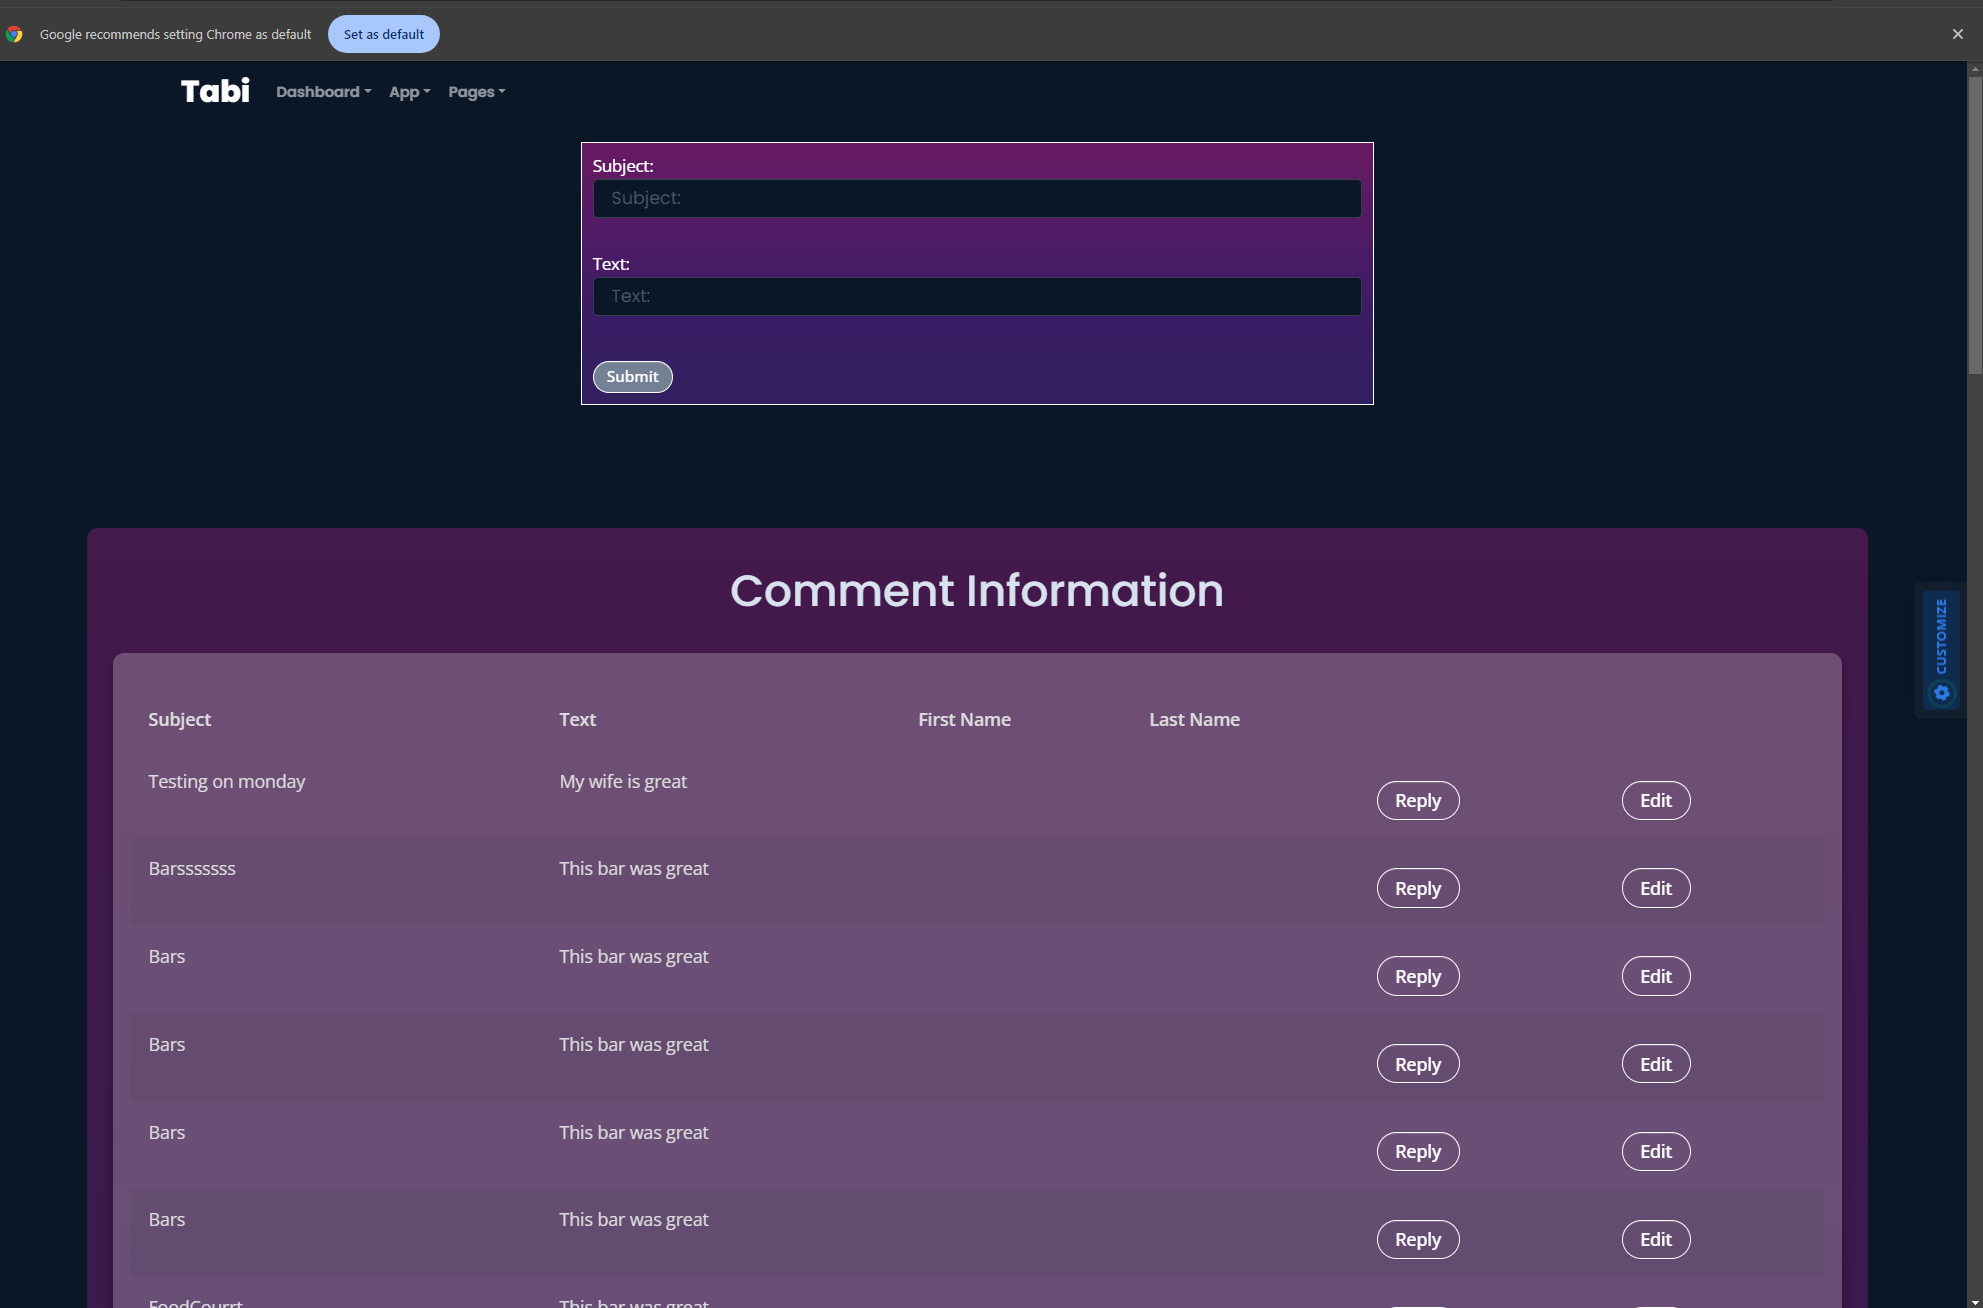 Google recommends setting Chrome as default Set as default
Tabi Dashboard App Pages
Subject:
Subject:
Text:
Text:
Submit
Comment Information
CUSTOMIZE
Subject Text First Name Last Name
Testing on monday My wife is great Reply Edit
Barsssssss This bar was great Reply Edit
Bars This bar was great Reply Edit
Bars This bar was great Reply Edit
Bars This bar was great Reply Edit
Bars This bar was great Reply Edit
FoodCourrt This bar was great